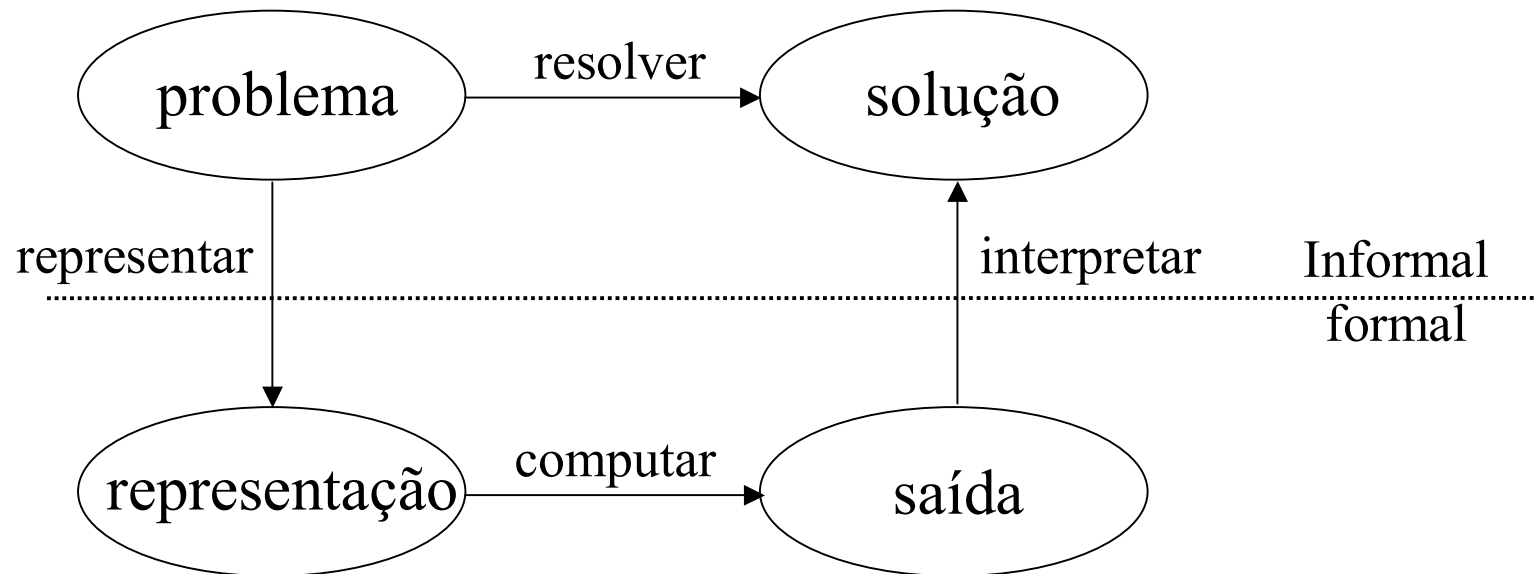 resolver
problema
solução
representar
interpretar
Informal
formal
computar
representação
saída